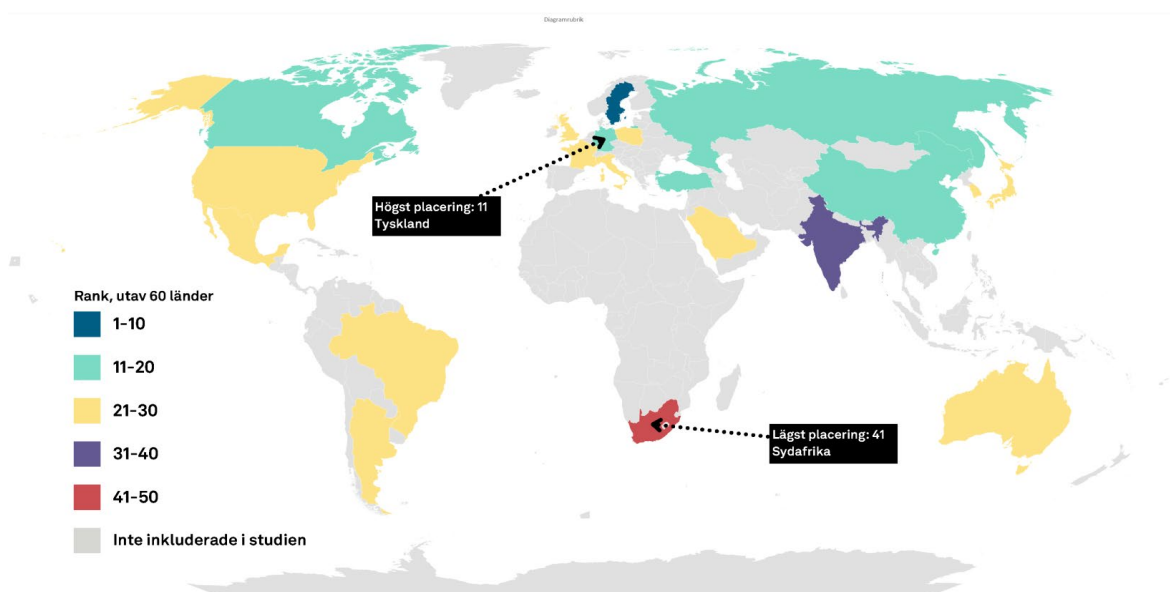 Diagramrubrik
Högst placering: 11
Tyskland
Rank, utav 60 länder
1-10
11-20
21-30
31-40
41-50
Inte inkluderade i studien
Lägst placering: 41
Sydafrika